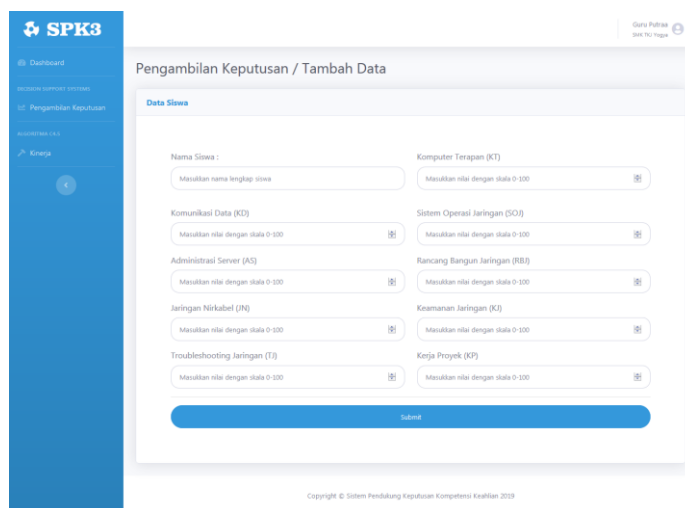 SPK3
Guru Putraa
SMK TIU Yogya
Dashboard
DECISION SUPPORT SYSTEMS
Pengambilan Keputusan
ALGORITMA C4.5
Kinerja
Pengambilan Keputusan / Tambah Data
Data Siswa
Nama Siswa :
Komputer Terapan (KT)
Masukkan nama lengkap siswa
Masukkan nilai dengan skala 0-100
Komunikasi Data (KD)
Sistem Operasi Jaringan (SOJ)
Masukkan nilai dengan skala 0-100
Masukkan nilai dengan skala 0-100
Administrasi Server (AS)
Rancang Bangun Jaringan (RBJ)
Masukkan nilai dengan skala 0-100
Masukkan nilai dengan skala 0-100
Jaringan Nirkabel (JN)
Keamanan Jaringan (KJ)
Masukkan nilai dengan skala 0-100
Masukkan nilai dengan skala 0-100
Troubleshooting Jaringan (TJ)
Kerja Proyek (KP)
Masukkan nilai dengan skala 0-100
Masukkan nilai dengan skala 0-100
Submit
Copyright © Sistem Pendukung Keputusan Kompetensi Keahlian 2019